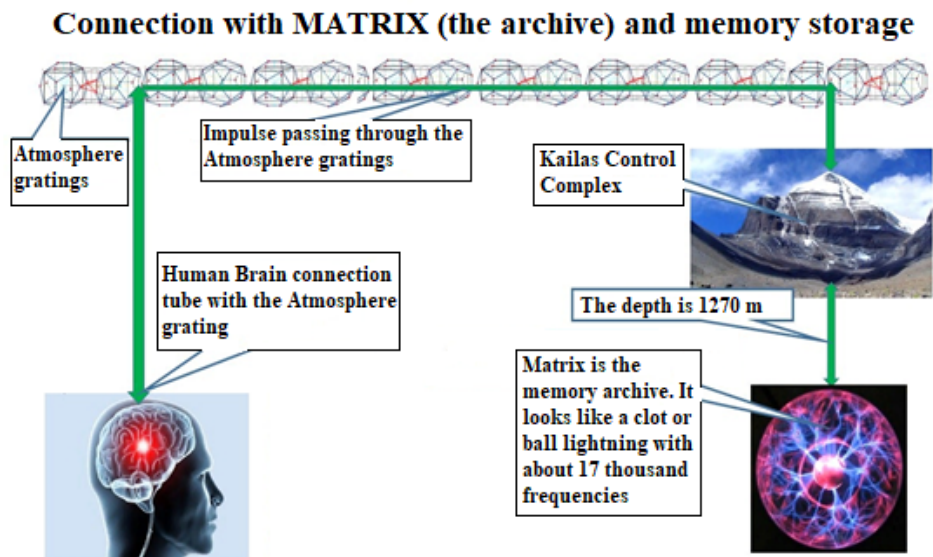 Connection with MATRIX (the archive) and memory storage
Atmosphere
gratings
Impulse passing through the
Atmosphere gratings
Kailas Control
Complex
Human Brain connection
tube with the Atmosphere
grating
The depth is 1270 m
Matrix is the
memory archive. It
looks like a clot or
ball lightning with
about 17 thousand
frequencies